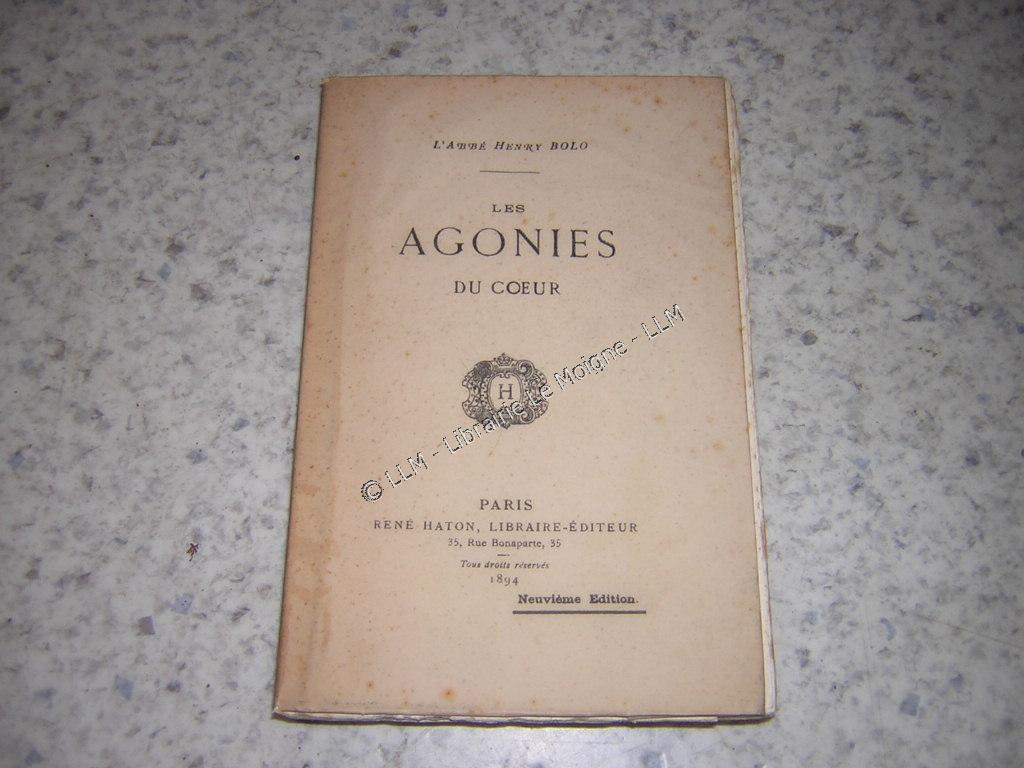 L'ABBÉ HENRY BOLO
LES
AGONIES
DU CŒUR
H
© LLM - Librairie Le Moigne - LLM
PARIS
RENÉ HATON, LIBRAIRE-ÉDITEUR
35, Rue Bonaparte, 35
Tous droits réservés
1894
Neuvième Edition.